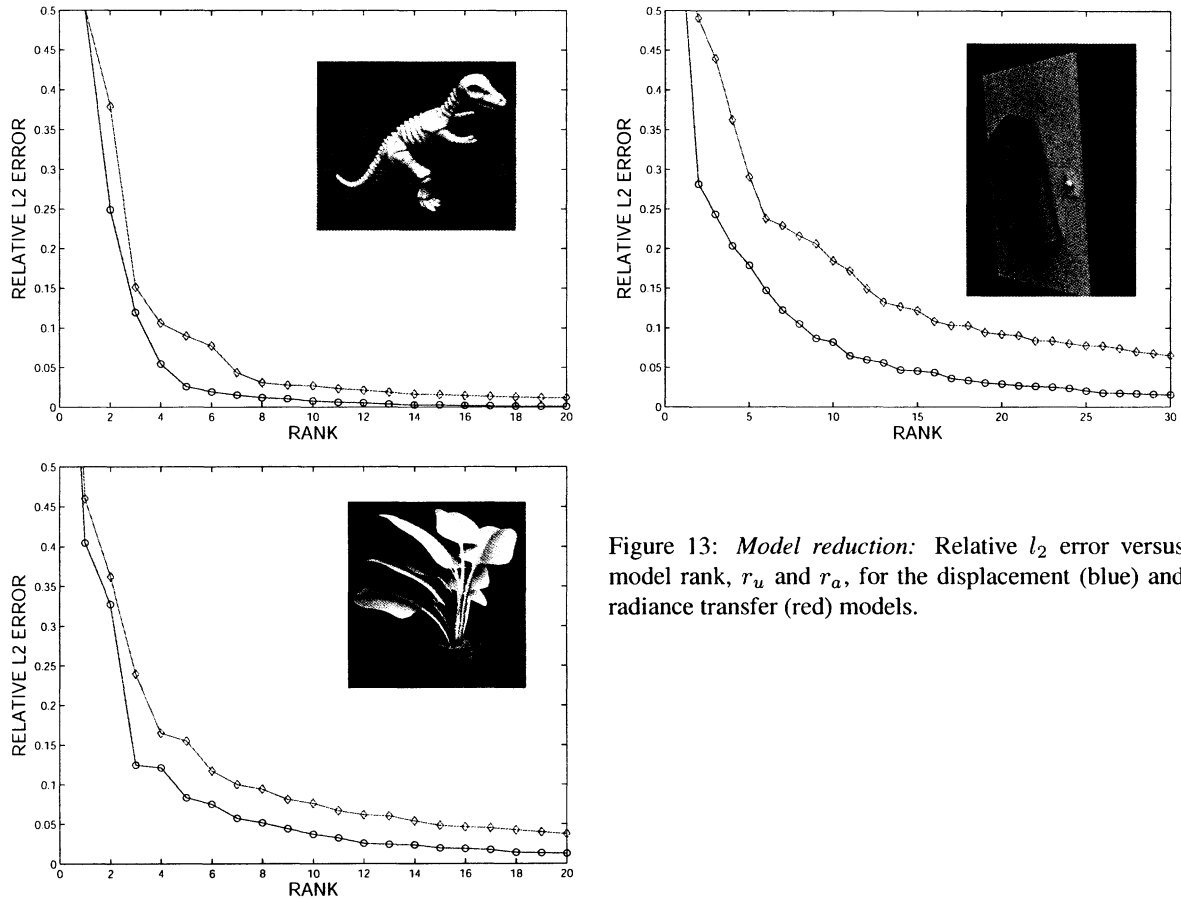 0.5
0.45
0.4
0.35
0.3
0.25
0.2
0.15
0.1
0.05
0
RELATIVE L2 ERROR
0 2 4 6 8 10 12 14 16 18 20
RANK
0.5
0.45
0.4
0.35
0.3
0.25
0.2
0.15
0.1
0.05
0
RELATIVE L2 ERROR
0 5 10 15 20 25 30
RANK
0.5
0.45
0.4
0.35
0.3
0.25
0.2
0.15
0.1
0.05
0
RELATIVE L2 ERROR
0 2 4 6 8 10 12 14 16 18 20
RANK
Figure 13: Model reduction: Relative l₂ error versus
model rank, rᵤ and rₐ, for the displacement (blue) and
radiance transfer (red) models.